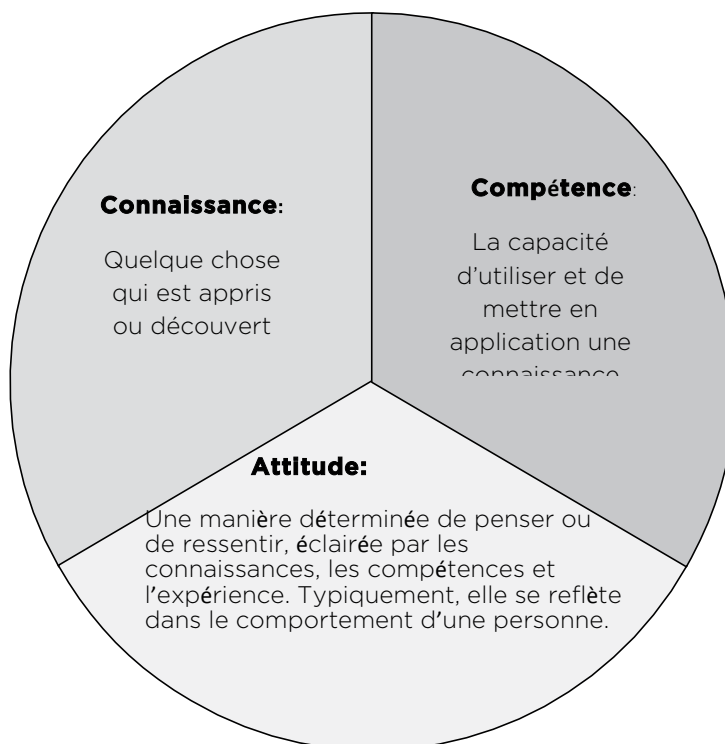 Connaissance:
Quelque chose
qui est appris
ou découvert
Compétence:
La capacité
d'utiliser et de
mettre en
application une
connaissance
Attitude:
Une manière déterminée de penser ou
de ressentir, éclairée par les
connaissances, les compétences et
l'expérience. Typiquement, elle se reflète
dans le comportement d'une personne.